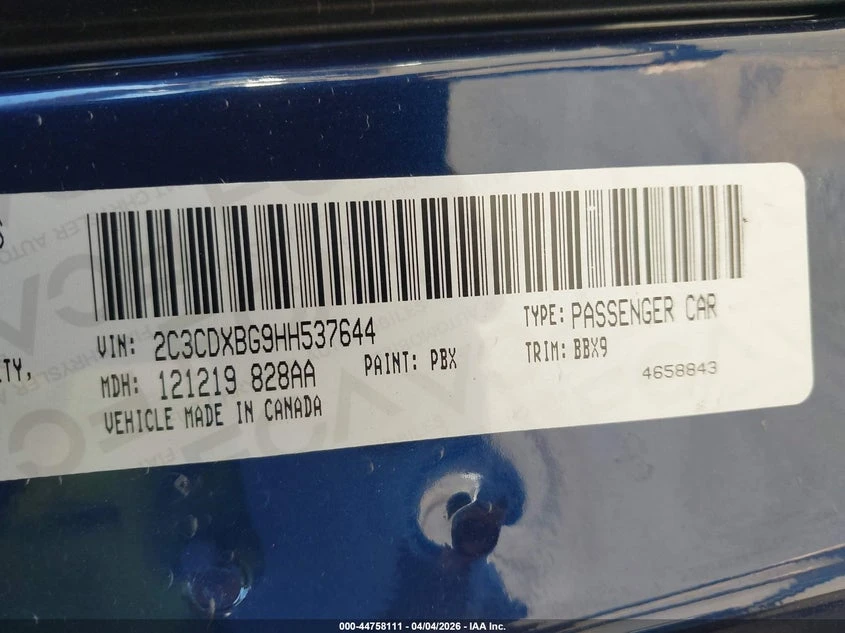 ITY,
VIN: 2C3CDXBG9HH537644
TYPE: PASSENGER CAR
MDH: 121219 828AA
PAINT: PBX
TRIM: BBX9
4658843
VEHICLE MADE IN CANADA
000-44758111 - 04/04/2026 - IAA Inc.